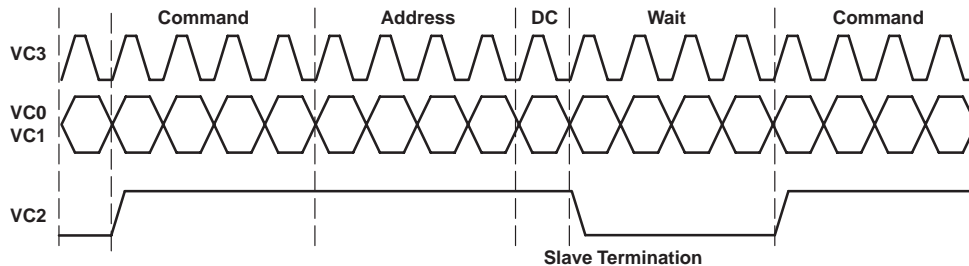 Command Address DC Wait Command
VC3
VC0
VC1
VC2
Slave Termination